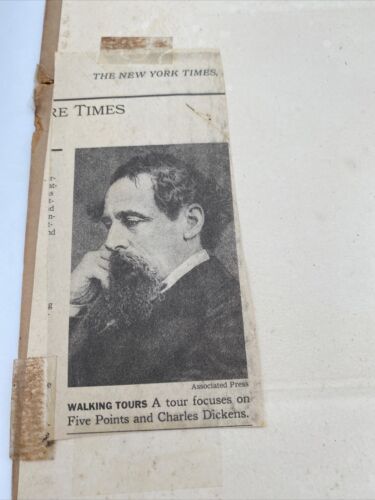 THE NEW YORK TIMES,
RE TIMES
Associated Press
WALKING TOURS A tour focuses on
Five Points and Charles Dickens.